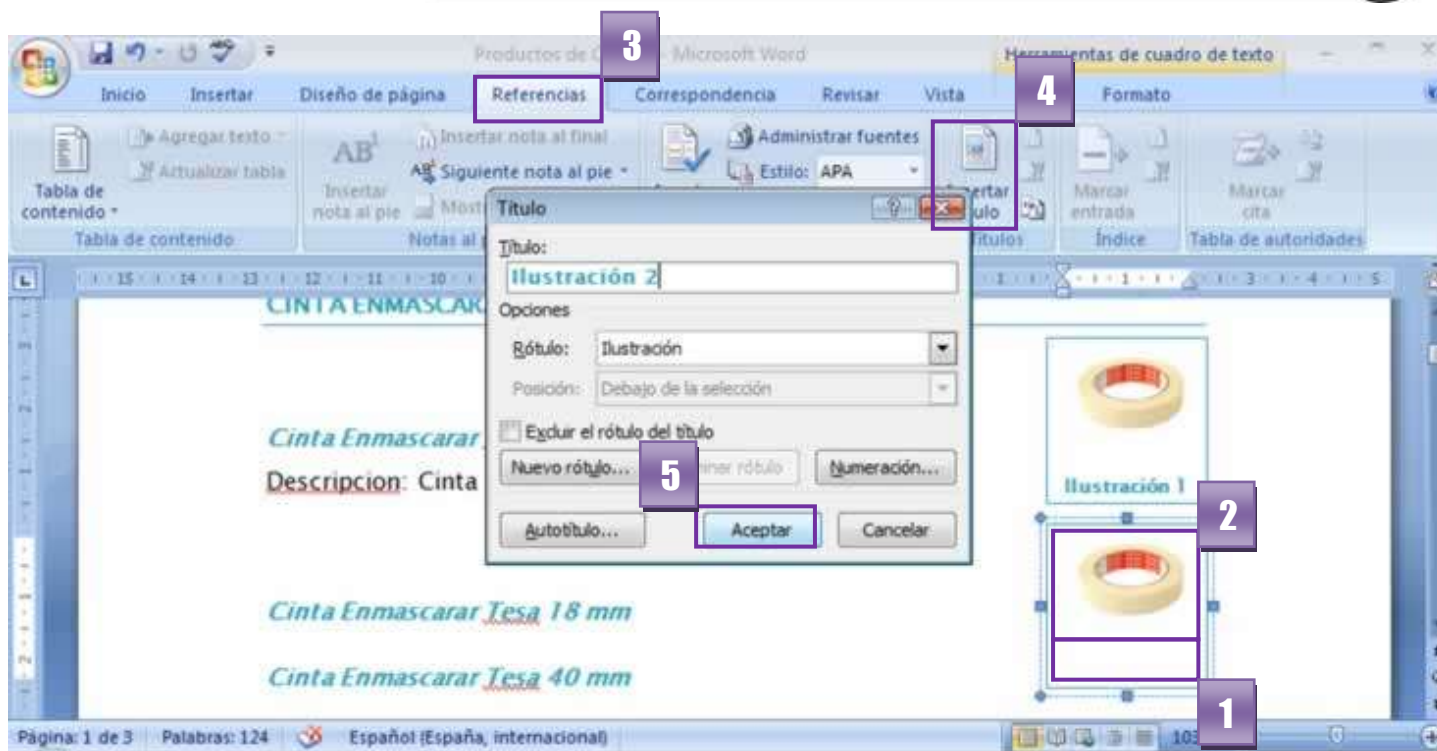 3
Productos de Microsoft Word
Herramientas de cuadro de texto
4
Inicio Insertar Diseño de página Referencias Correspondencia Revisar Vista Formato
Agregar texto
Actualizar tabla
Tabla de
contenido
Tabla de contenido
AB¹
Insertar
nota al pie
Insertar nota al final
Siguiente nota al pie
Notas al
Administrar fuentes
Estilo: APA
Marcar
entrada
Índice
Marcar
cita
Tabla de autoridades
Título
Título:
Ilustración 2
Opciones
Rótulo: Ilustración
Posición: Debajo de la selección
Excluir el rótulo del título
Nuevo rótulo... Numeración...
5
Autotítulo... Aceptar Cancelar
CINTA ENMASCAR
Cinta Enmascarar
Descripcion: Cinta
Cinta Enmascarar Tesa 18 mm
Cinta Enmascarar Tesa 40 mm
Ilustración 1
2
1
Página: 1 de 3 Palabras: 124 Español (España, internacional)